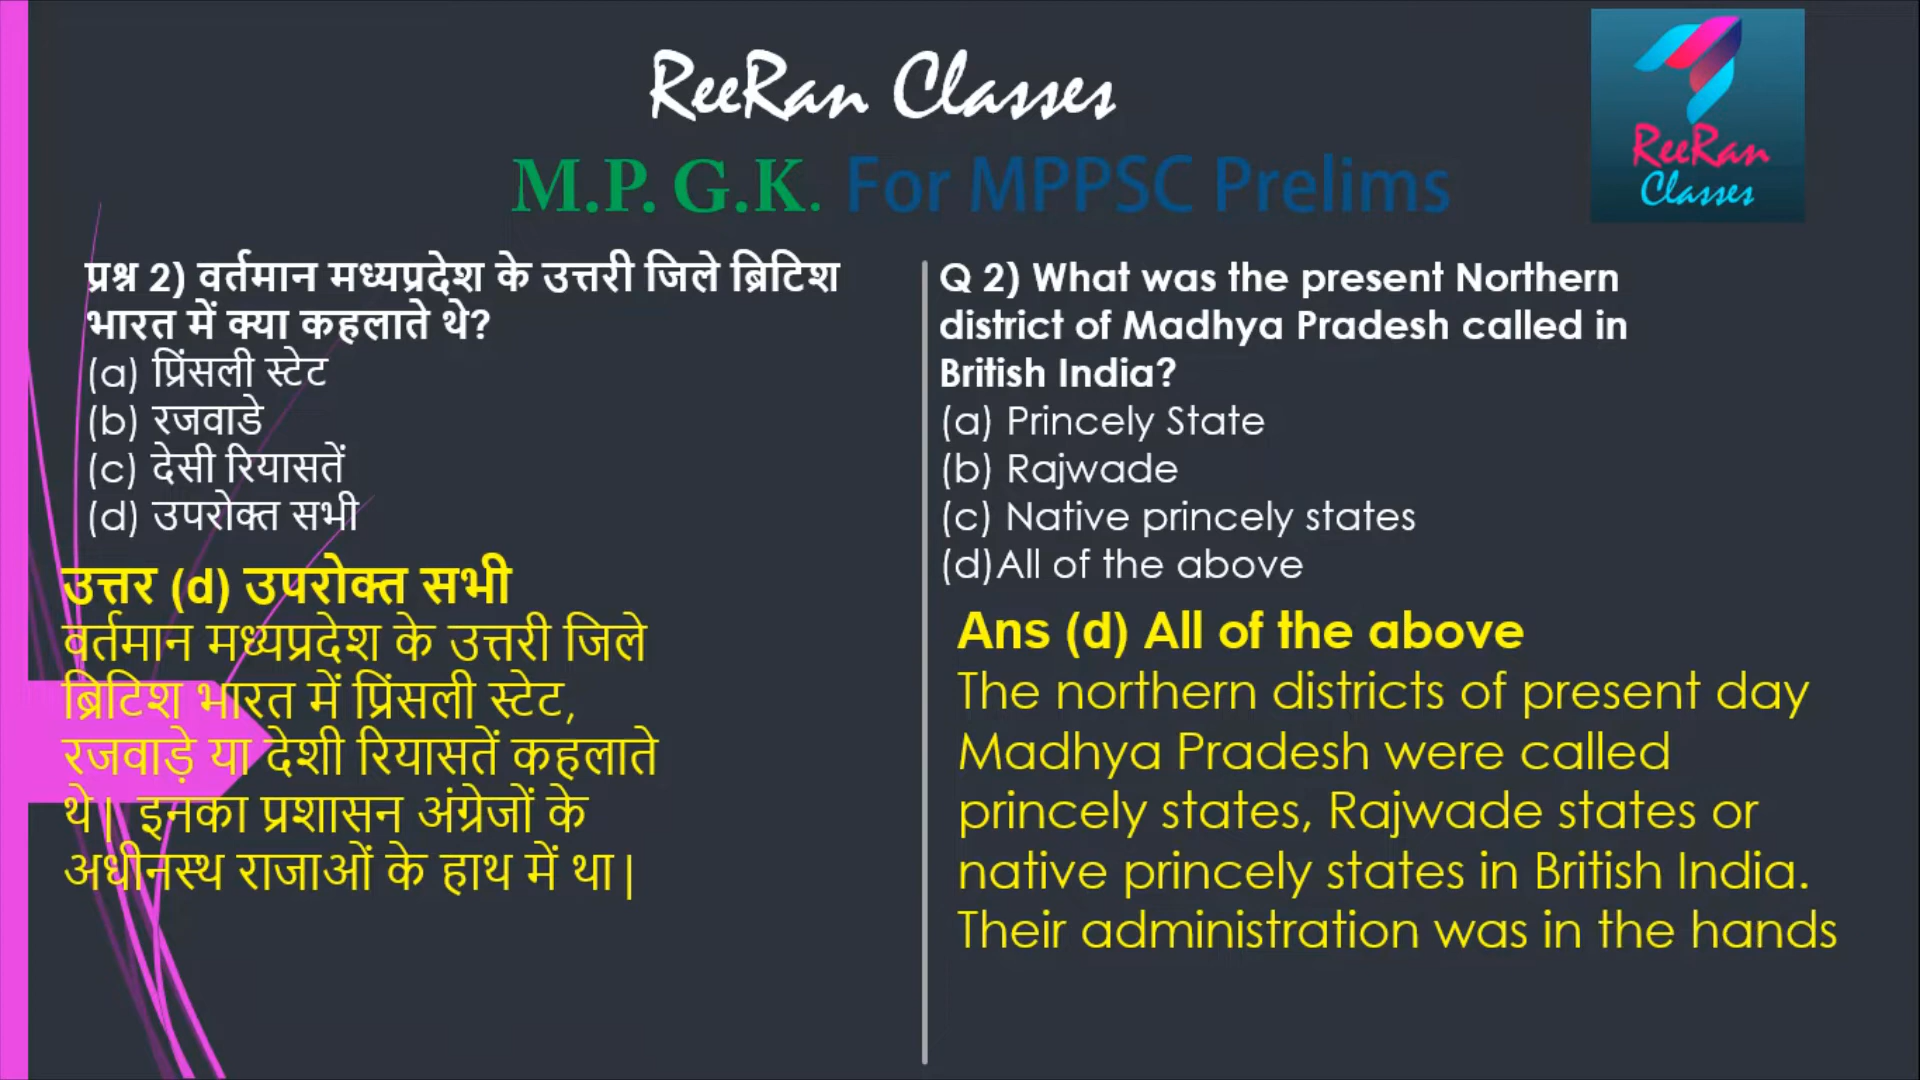 ReeRan Classes
M.P. G.K. For MPPSC Prelims
ReeRan
Classes
प्रश्न 2) वर्तमान मध्यप्रदेश के उत्तरी जिले ब्रिटिश
भारत में क्या कहलाते थे?
(a) प्रिंसली स्टेट
(b) रजवाडे
(c) देसी रियासतें
(d) उपरोक्त सभी
उत्तर (d) उपरोक्त सभी
वर्तमान मध्यप्रदेश के उत्तरी जिले
ब्रिटिश भारत में प्रिंसली स्टेट,
रजवाड़े या देशी रियासतें कहलाते
थे| इनका प्रशासन अंग्रेजों के
अधीनस्थ राजाओं के हाथ में था|
Q 2) What was the present Northern
district of Madhya Pradesh called in
British India?
(a) Princely State
(b) Rajwade
(c) Native princely states
(d)All of the above
Ans (d) All of the above
The northern districts of present day
Madhya Pradesh were called
princely states, Rajwade states or
native princely states in British India.
Their administration was in the hands